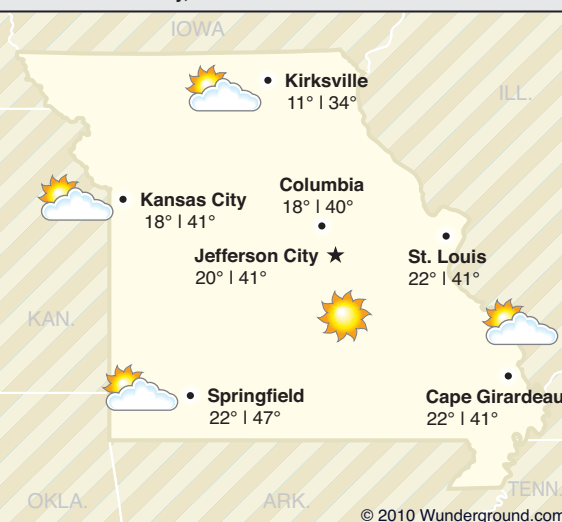 IOWA
Kirksville
11° | 34°
ILL.
Columbia
18° | 40°
Kansas City
18° | 41°
Jefferson City
20° | 41°
St. Louis
22° | 41°
KAN.
Springfield
22° | 47°
Cape Girardeau
22° | 41°
TENN.
OKLA.
ARK.
© 2010 Wunderground.com